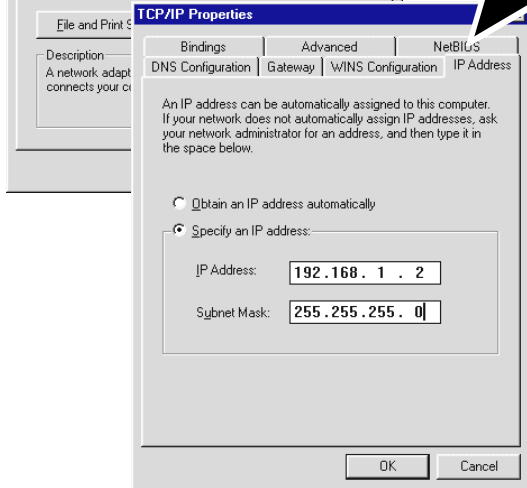 File and Print S
Description
A network adapt
connects your co
TCP/IP Properties
Bindings
Advanced
NetBIOS
DNS Configuration
Gateway
WINS Configuration
IP Address
An IP address can be automatically assigned to this computer.
If your network does not automatically assign IP addresses, ask
your network administrator for an address, and then type it in
the space below.
Obtain an IP address automatically
Specify an IP address:
IP Address:
192.168. 1 . 2
Subnet Mask:
255.255.255. 0
OK
Cancel